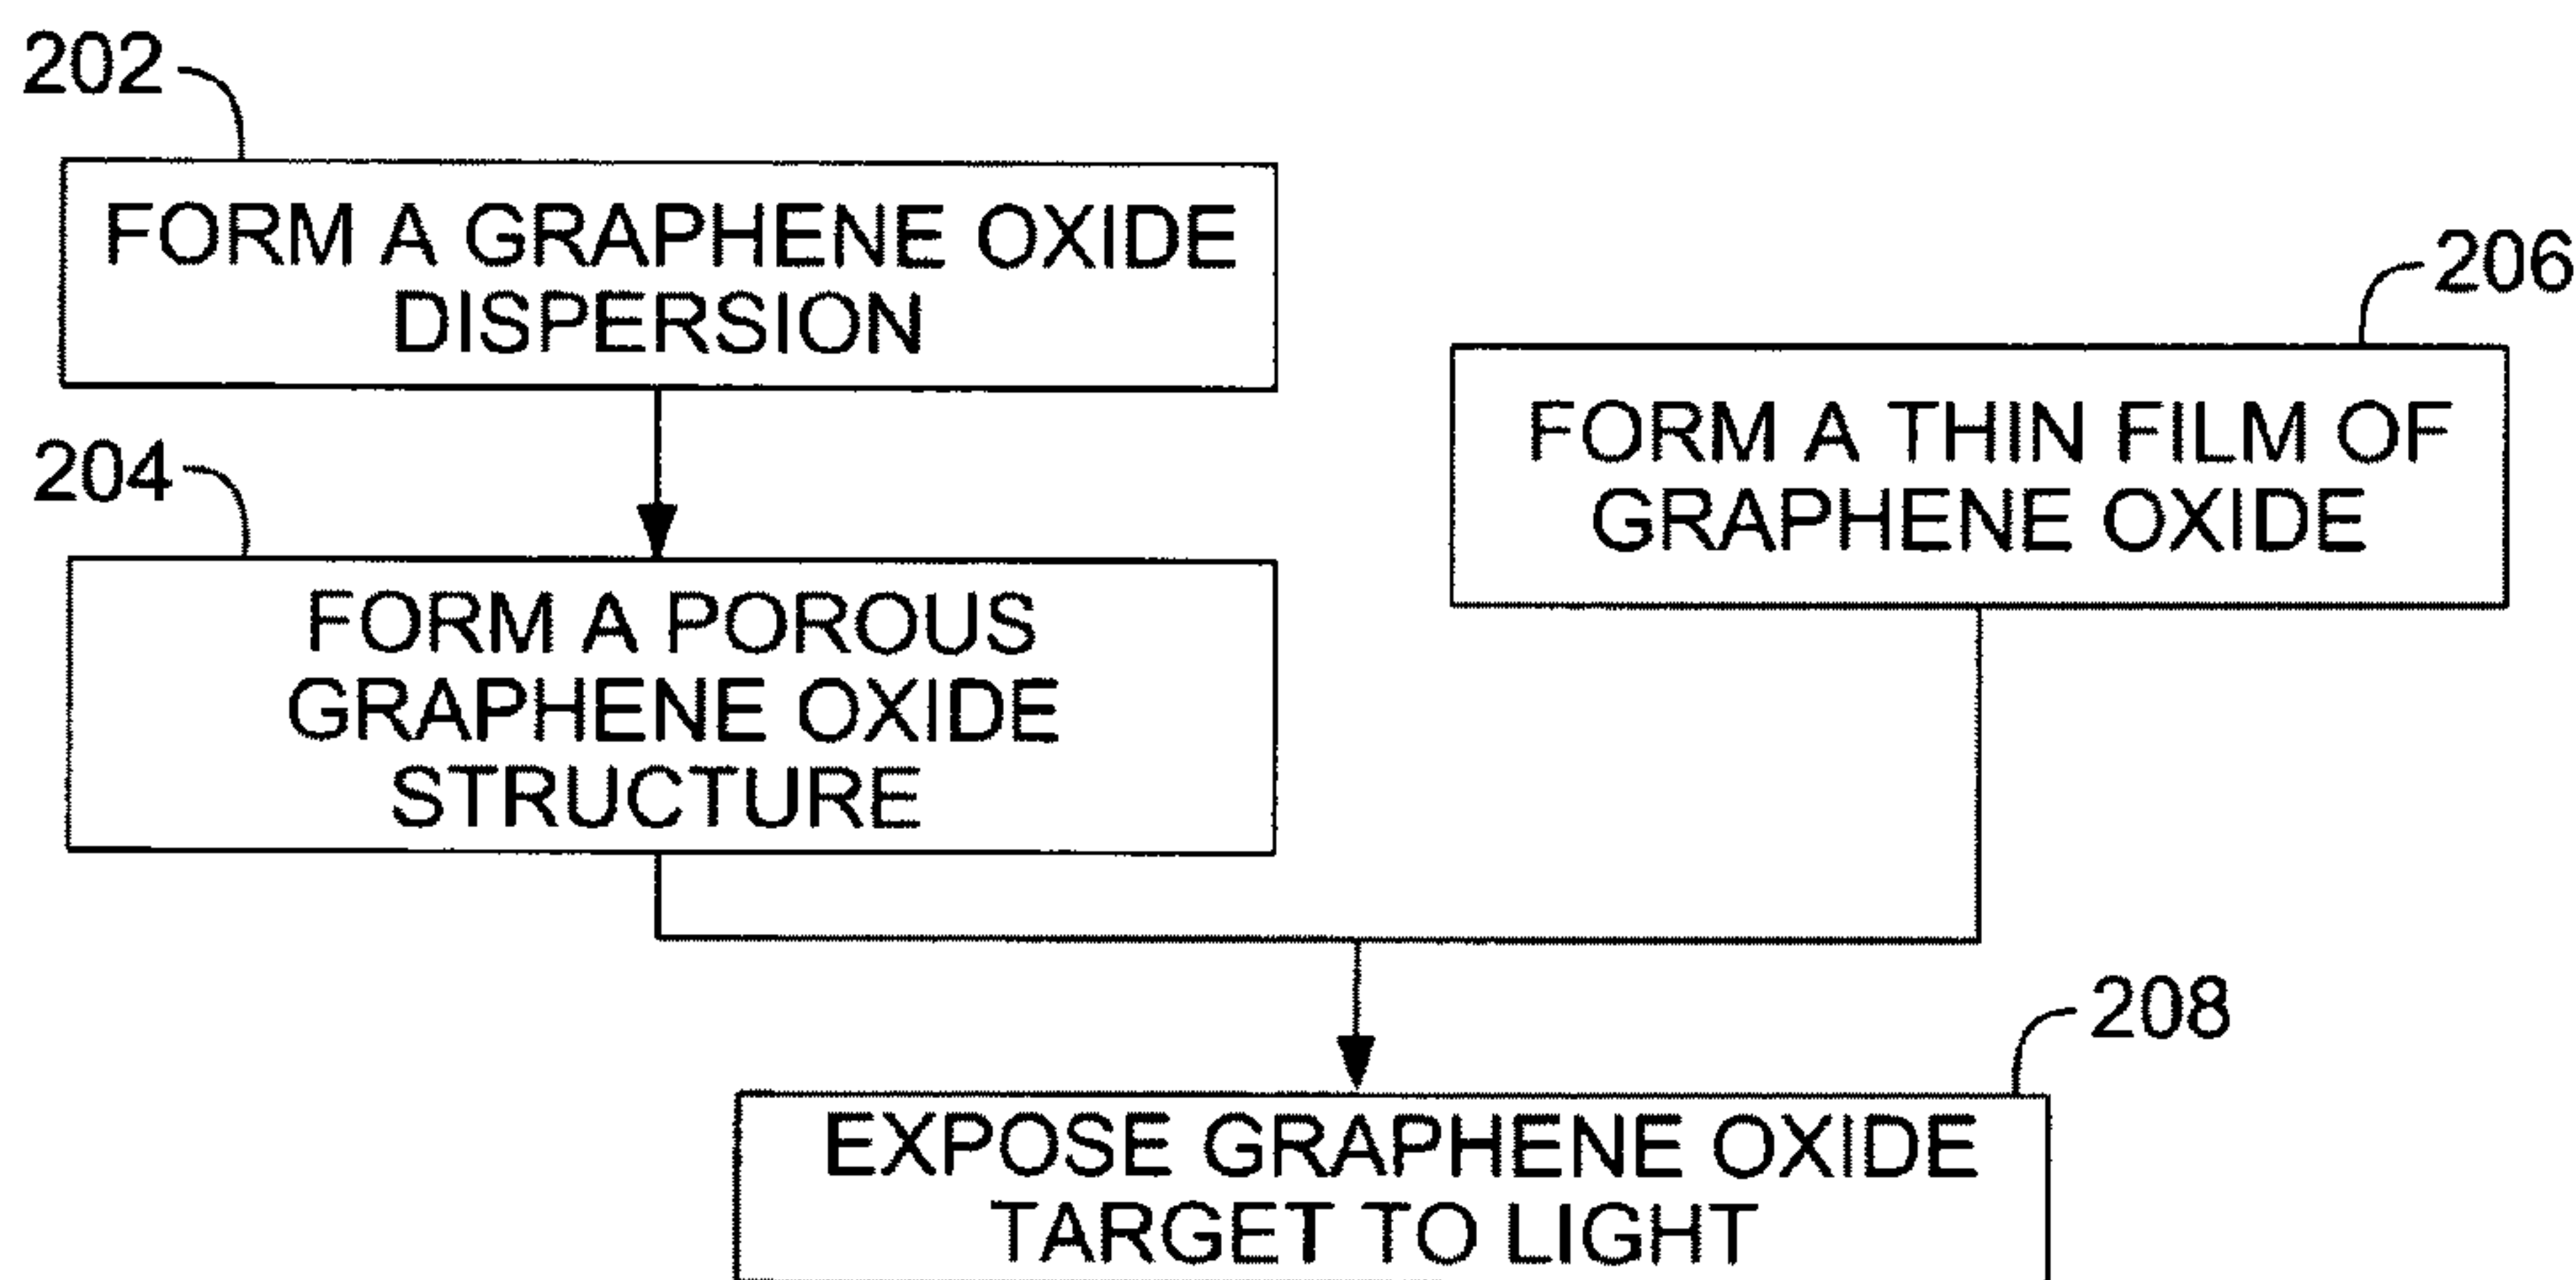 202
FORM A GRAPHENE OXIDE
DISPERSION
204
FORM A POROUS
GRAPHENE OXIDE
STRUCTURE
206
FORM A THIN FILM OF
GRAPHENE OXIDE
208
EXPOSE GRAPHENE OXIDE
TARGET TO LIGHT